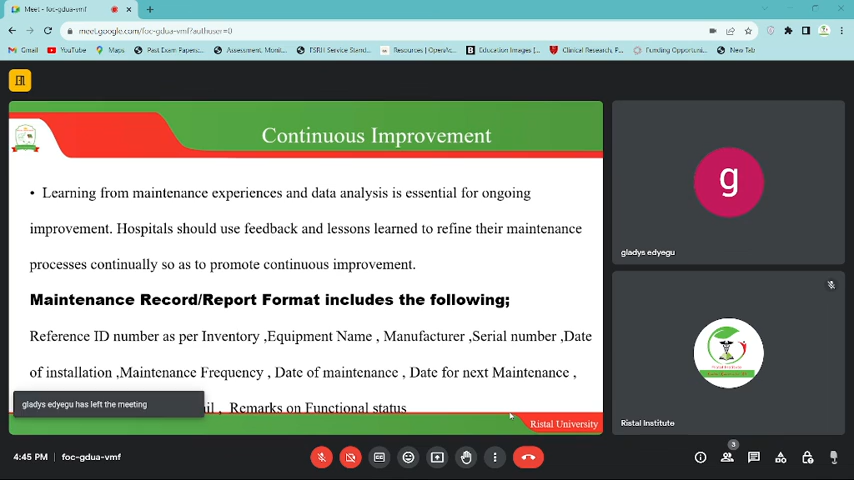 Meet - foc-gdua-vmf
meet.google.com/foc-gdua-vmf?authuser=0
Gmail
YouTube
Maps
Past Exam Paper:...
Assessment, Monit...
FSRH Service Stand...
Resources | OpenAc...
Education Images |...
Clinical Research, P...
Funding Opportuni...
New Tab
Continuous Improvement
• Learning from maintenance experiences and data analysis is essential for ongoing
improvement. Hospitals should use feedback and lessons learned to refine their maintenance
processes continually so as to promote continuous improvement.
Maintenance Record/Report Format includes the following;
Reference ID number as per Inventory ,Equipment Name , Manufacturer ,Serial number ,Date
of installation ,Maintenance Frequency , Date of maintenance , Date for next Maintenance ,
il , Remarks on Functional status
Ristal University
gladys edyegu has left the meeting
g
gladys edyegu
Ristal Institute
4:45 PM | foc-gdua-vmf
3